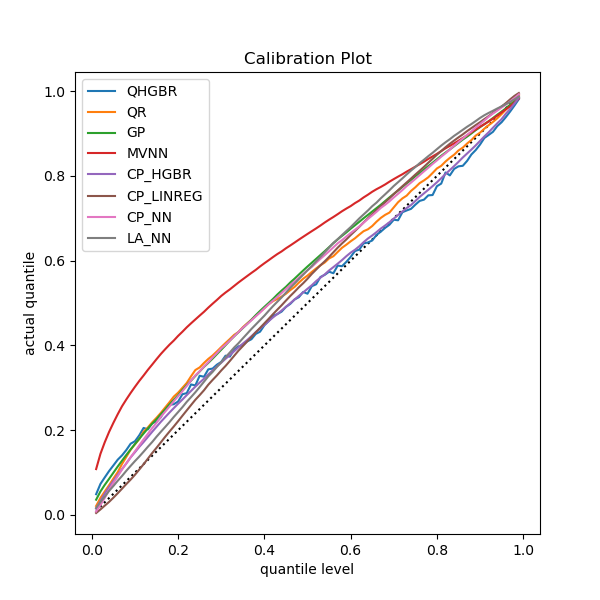 Calibration Plot
QHGBR
QR
GP
MVNN
CP_HGBR
CP_LINREG
CP_NN
LA_NN
1.0
0.8
0.6
0.4
0.2
0.0
actual quantile
0.0 0.2 0.4 0.6 0.8 1.0
quantile level